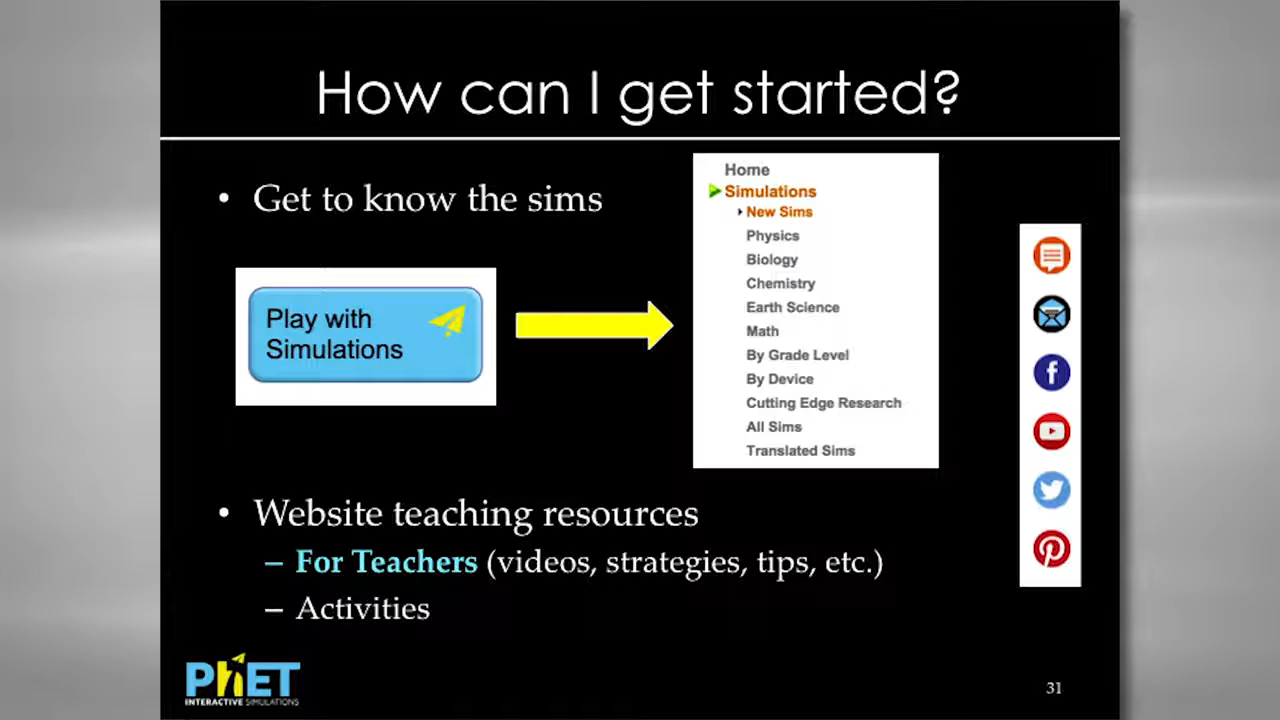 How can I get started?
• Get to know the sims
Play with
Simulations
Home
Simulations
New Sims
Physics
Biology
Chemistry
Earth Science
Math
By Grade Level
By Device
Cutting Edge Research
All Sims
Translated Sims
• Website teaching resources
– For Teachers (videos, strategies, tips, etc.)
– Activities
PhET
INTERACTIVE SIMULATIONS
31